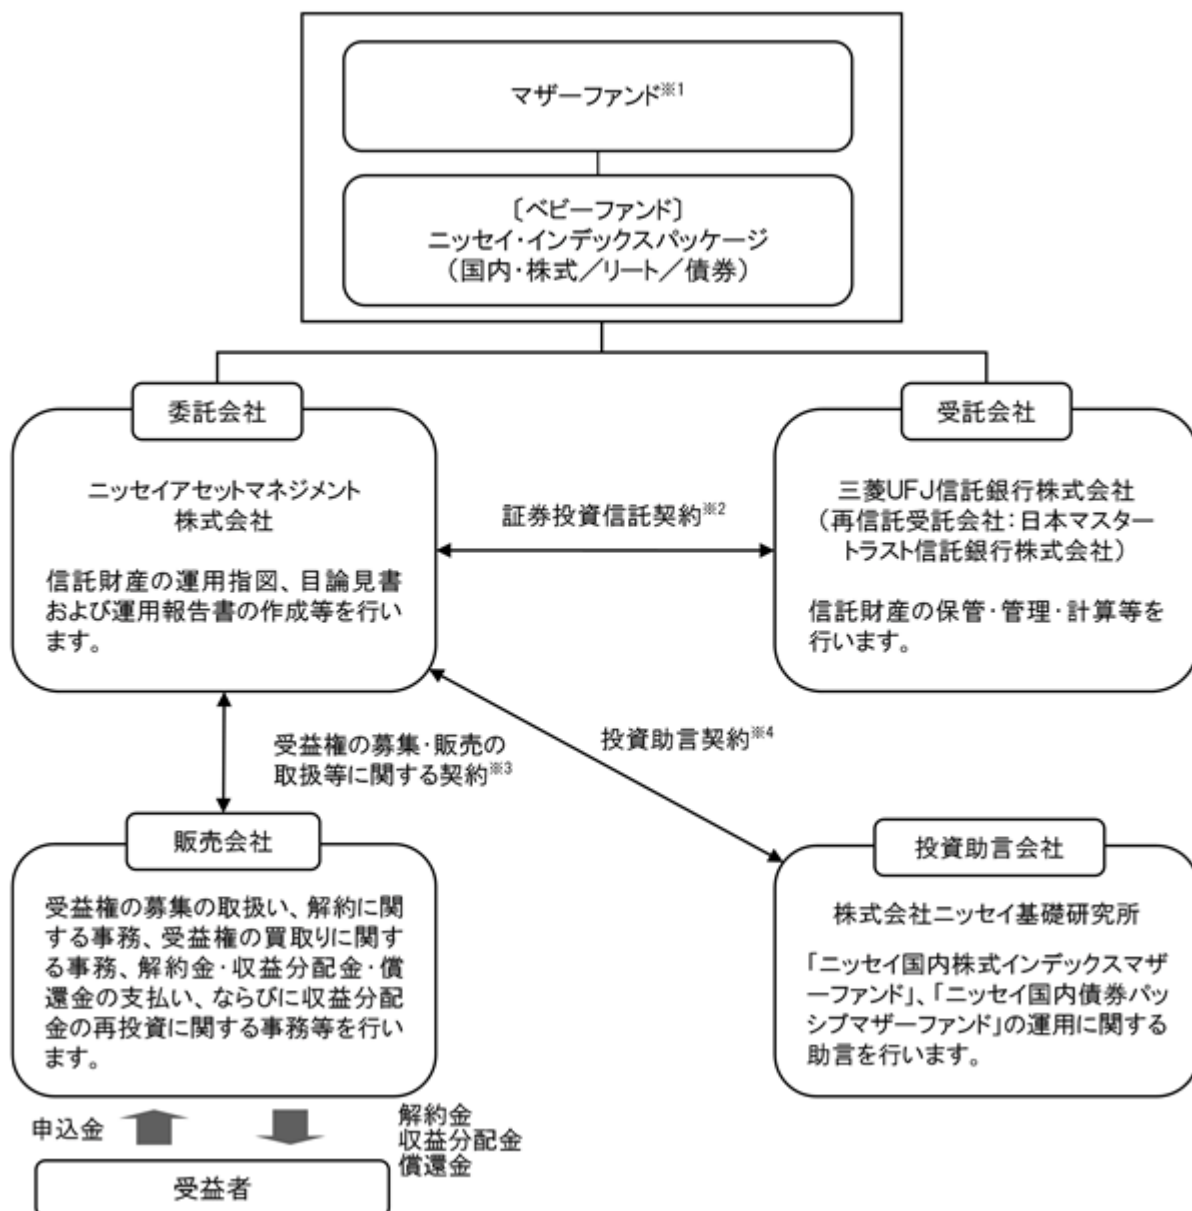 マザーファンド※1
〔ベビーファンド〕
ニッセイ・インデックスパッケージ
（国内・株式／リート／債券）
委託会社
ニッセイアセットマネジメント
株式会社
信託財産の運用指図、目論見書
および運用報告書の作成等を行い
ます。
証券投資信託契約※2
受託会社
三菱UFJ信託銀行株式会社
（再信託受託会社：日本マスター
トラスト信託銀行株式会社）
信託財産の保管・管理・計算等を
行います。
受益権の募集・販売の
取扱等に関する契約※3
投資助言契約※4
販売会社
受益権の募集の取扱い、解約に関
する事務、受益権の買取りに関す
る事務、解約金・収益分配金・償
還金の支払い、ならびに収益分配
金の再投資に関する事務等を行い
ます。
投資助言会社
株式会社ニッセイ基礎研究所
「ニッセイ国内株式インデックスマザ
ーファンド」、「ニッセイ国内債券パッ
シブマザーファンド」の運用に関する
助言を行います。
申込金
解約金
収益分配金
償還金
受益者